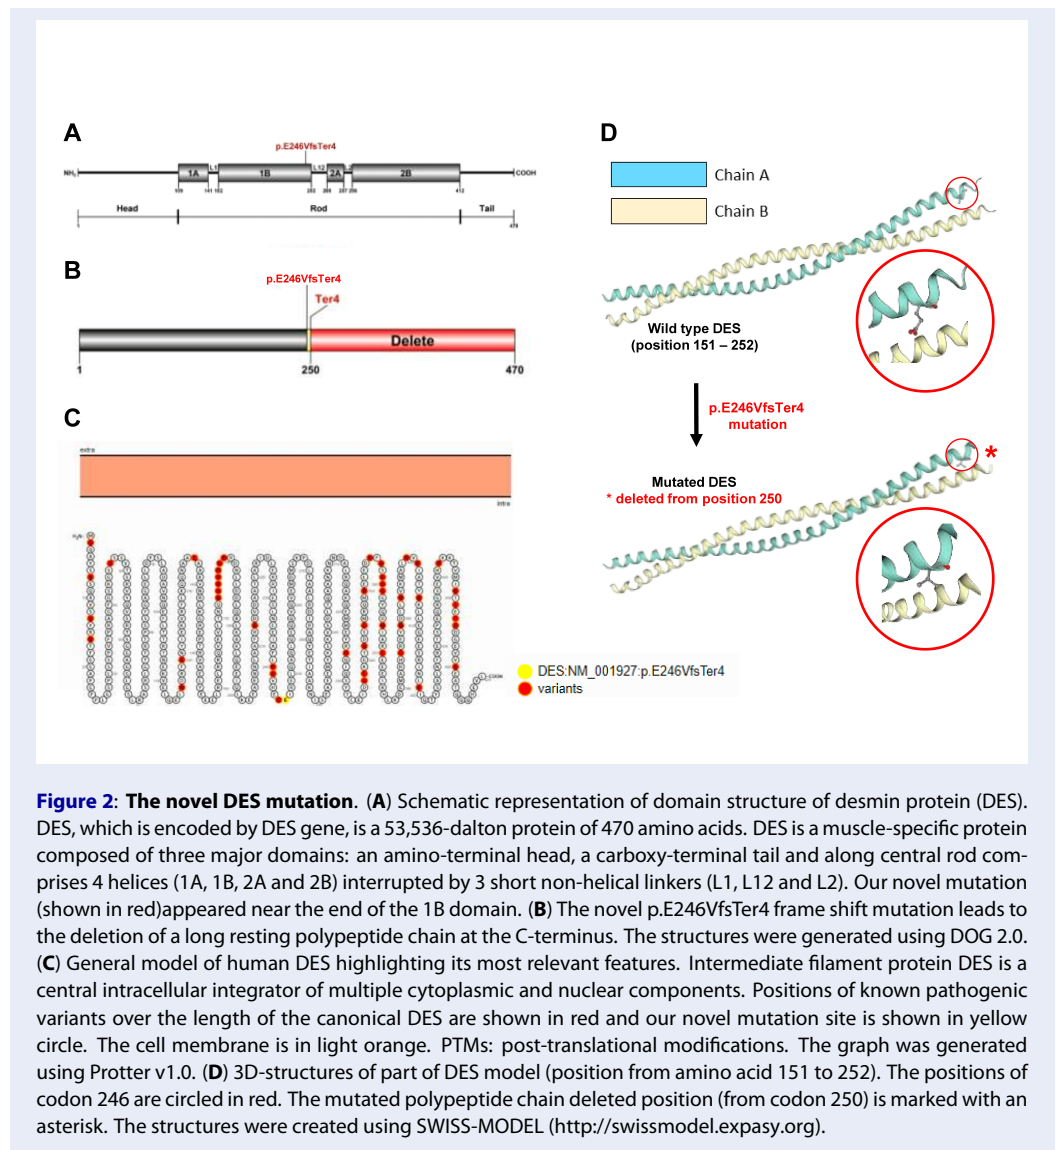 A
p.E246VfsTer4
NH₂
L1
L12
COOH
1A
1B
2A
2B
109
141
152
252
412
Head
Rod
Tail
1
470
B
p.E246VfsTer4
Ter4
Delete
1
250
470
C
extra
intra
H₂N-
-COOH
DES:NM_001927:p.E246VfsTer4
variants
D
Chain A
Chain B
Wild type DES
(position 151 – 252)
p.E246VfsTer4
mutation
Mutated DES
* deleted from position 250
*
Figure 2: The novel DES mutation. (A) Schematic representation of domain structure of desmin protein (DES).
DES, which is encoded by DES gene, is a 53,536-dalton protein of 470 amino acids. DES is a muscle-specific protein
composed of three major domains: an amino-terminal head, a carboxy-terminal tail and along central rod com-
prises 4 helices (1A, 1B, 2A and 2B) interrupted by 3 short non-helical linkers (L1, L12 and L2). Our novel mutation
(shown in red)appeared near the end of the 1B domain. (B) The novel p.E246VfsTer4 frame shift mutation leads to
the deletion of a long resting polypeptide chain at the C-terminus. The structures were generated using DOG 2.0.
(C) General model of human DES highlighting its most relevant features. Intermediate filament protein DES is a
central intracellular integrator of multiple cytoplasmic and nuclear components. Positions of known pathogenic
variants over the length of the canonical DES are shown in red and our novel mutation site is shown in yellow
circle. The cell membrane is in light orange. PTMs: post-translational modifications. The graph was generated
using Protter v1.0. (D) 3D-structures of part of DES model (position from amino acid 151 to 252). The positions of
codon 246 are circled in red. The mutated polypeptide chain deleted position (from codon 250) is marked with an
asterisk. The structures were created using SWISS-MODEL (http://swissmodel.expasy.org).